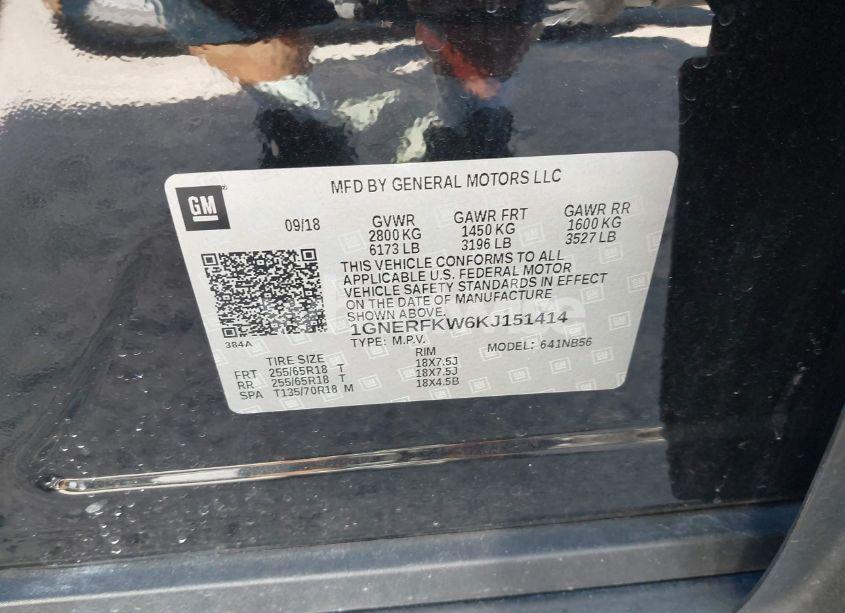 MFD BY GENERAL MOTORS LLC
GM
09/18
GVWR
2800 KG
6173 LB
GAWR FRT
1450 KG
3196 LB
GAWR RR
1600 KG
3527 LB
THIS VEHICLE CONFORMS TO ALL
APPLICABLE U.S. FEDERAL MOTOR
VEHICLE SAFETY STANDARDS IN EFFECT
ON THE DATE OF MANUFACTURE
SHOWN ABOVE.
1GNERFKW6KJ151414
384A
TYPE: M.P.V. MODEL: 641NB56
TIRE SIZE RIM
FRT 255/65R18 T 18X7.5J
RR 255/65R18 T 18X7.5J
SPA T135/70R18 M 18X4.5B